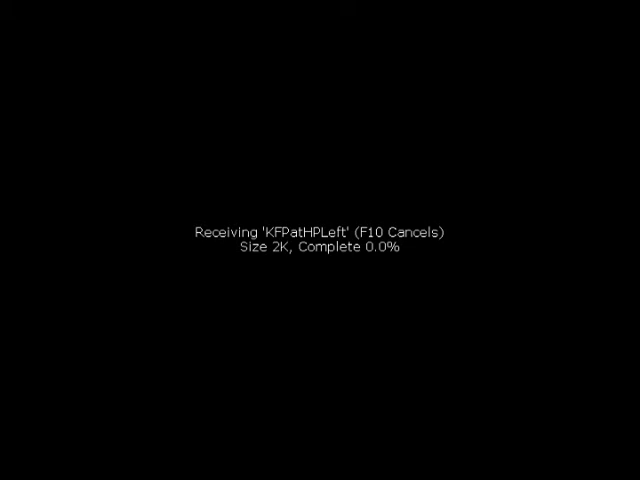 Receiving 'KFPatHPLeft' (F10 Cancels)
Size 2K, Complete 0.0%